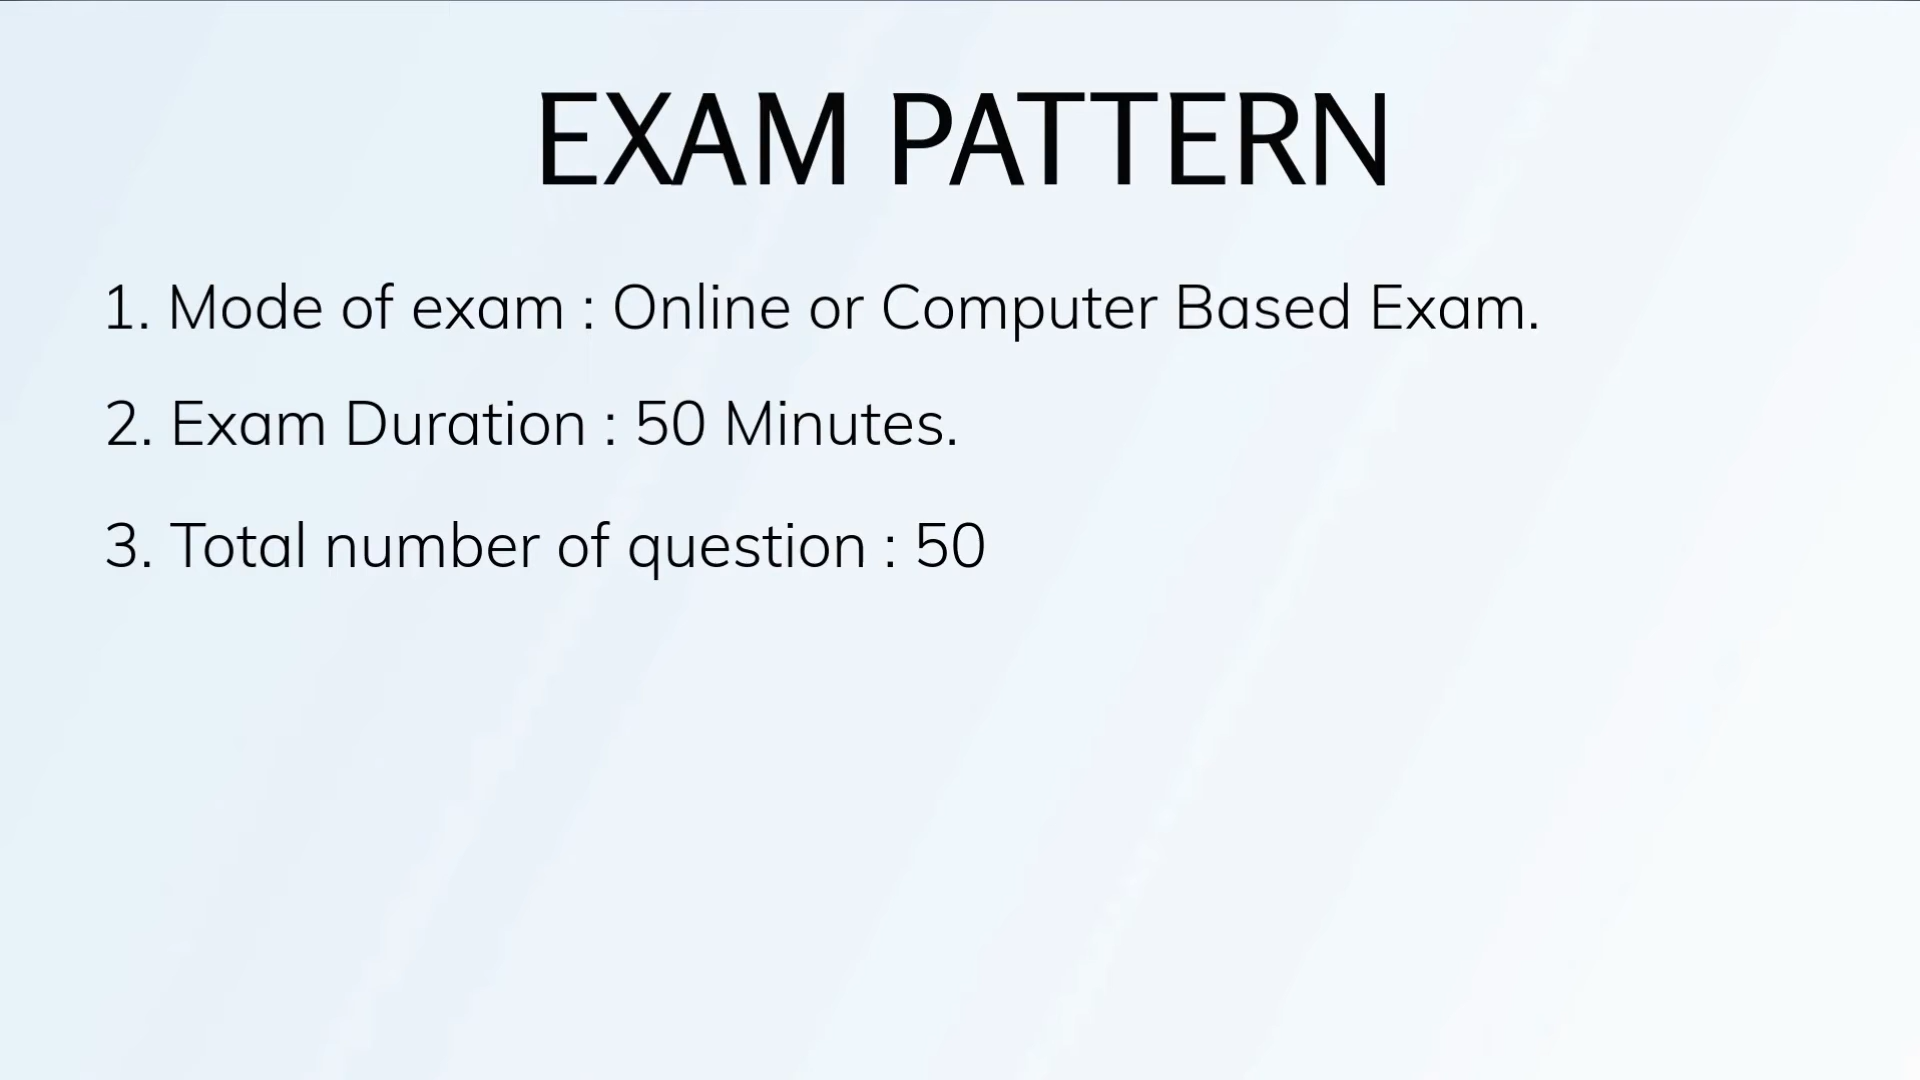 EXAM PATTERN
1. Mode of exam : Online or Computer Based Exam.
2. Exam Duration : 50 Minutes.
3. Total number of question : 50